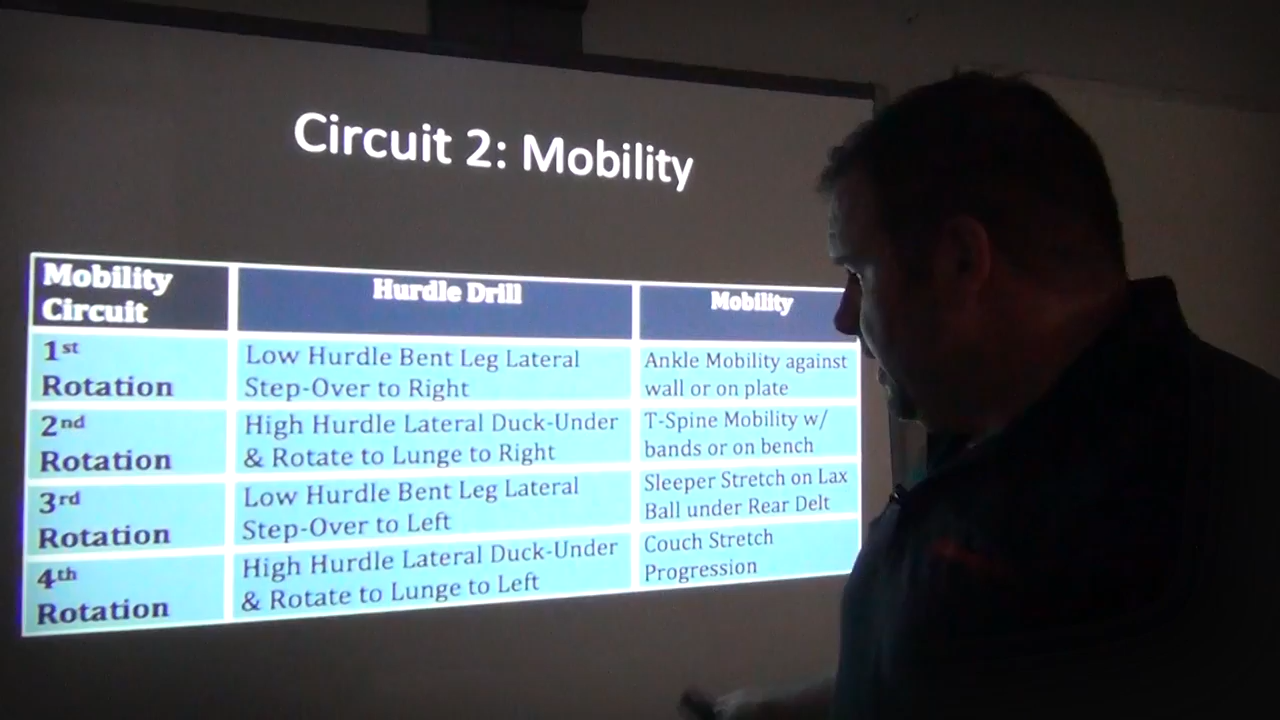 Circuit 2: Mobility
Mobility
Circuit
Hurdle Drill
Mobility
1st
Rotation
Low Hurdle Bent Leg Lateral
Step-Over to Right
Ankle Mobility against
wall or on plate
2nd
Rotation
High Hurdle Lateral Duck-Under
& Rotate to Lunge to Right
T-Spine Mobility w/
bands or on bench
3rd
Rotation
Low Hurdle Bent Leg Lateral
Step-Over to Left
Sleeper Stretch on Lax
Ball under Rear Delt
4th
Rotation
High Hurdle Lateral Duck-Under
& Rotate to Lunge to Left
Couch Stretch
Progression